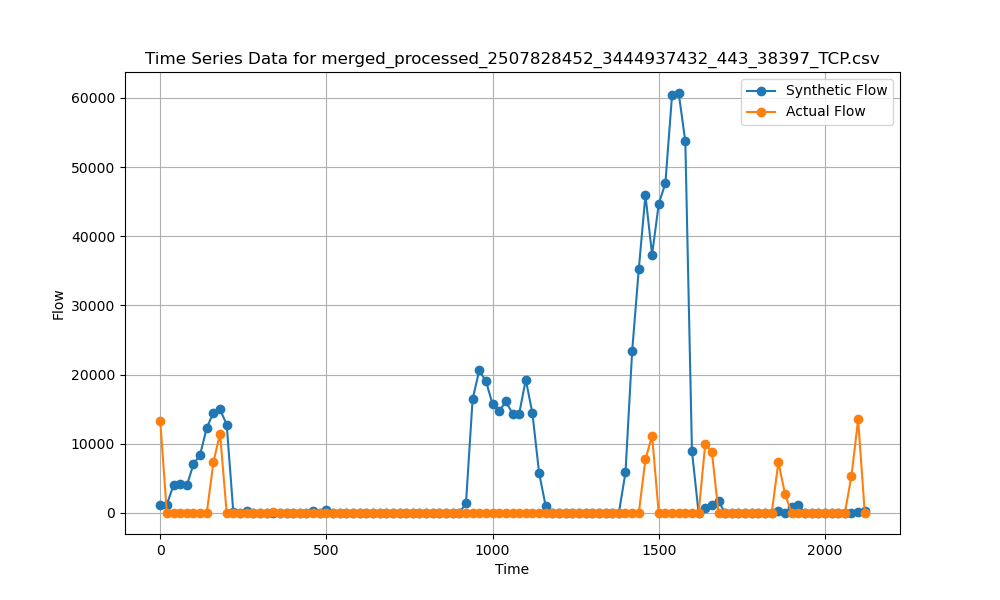 Time Series Data for merged_processed_2507828452_3444937432_443_38397_TCP.csv
Synthetic Flow
Actual Flow
60000
50000
40000
30000
20000
10000
0
Flow
0 500 1000 1500 2000
Time